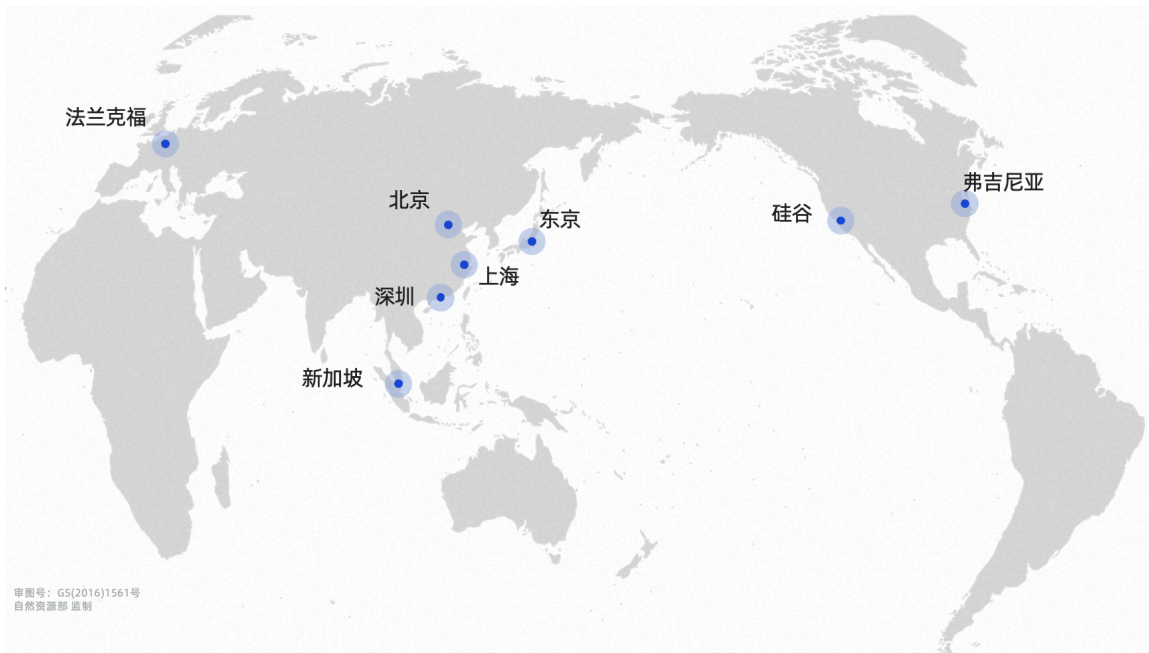 法兰克福
弗吉尼亚
北京
硅谷
东京
上海
深圳
新加坡
审图号：GS(2016)1561号
自然资源部 监制